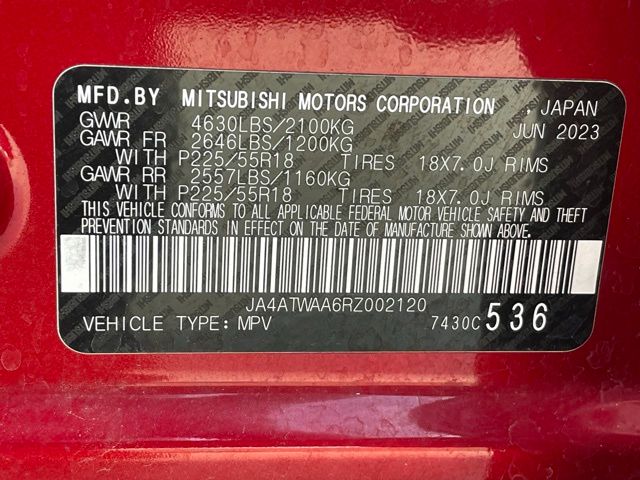 MFD.BY MITSUBISHI MOTORS CORPORATION , JAPAN
GWR 4630LBS/2100KG JUN 2023
GAWR FR 2646LBS/1200KG
WITH P225/55R18 TIRES 18X7.0J RIMS
GAWR RR 2557LBS/1160KG
WITH P225/55R18 TIRES 18X7.0J RIMS
THIS VEHICLE CONFORMS TO ALL APPLICABLE FEDERAL MOTOR VEHICLE SAFETY AND THEFT
PREVENTION STANDARDS IN EFFECT ON THE DATE OF MANUFACTURE SHOWN ABOVE.
JA4ATWAA6RZ002120
VEHICLE TYPE: MPV 7430C 536